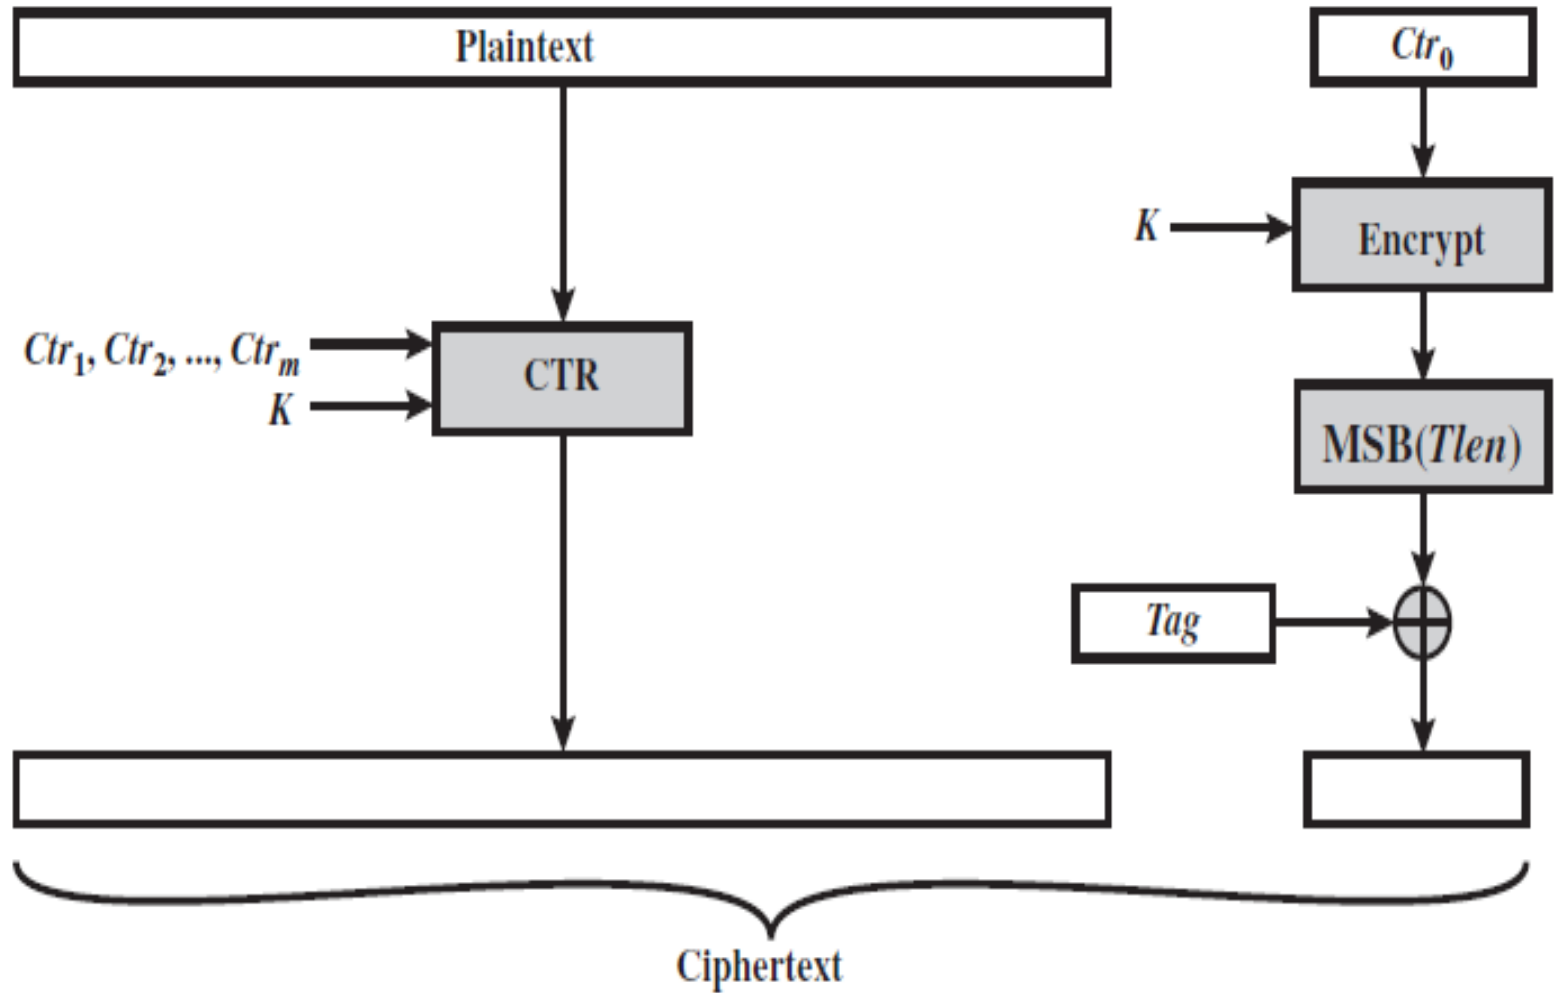 Plaintext
Ctr0
K
Encrypt
Ctr1, Ctr2, ..., Ctrm
K
CTR
MSB(Tlen)
Tag
Ciphertext